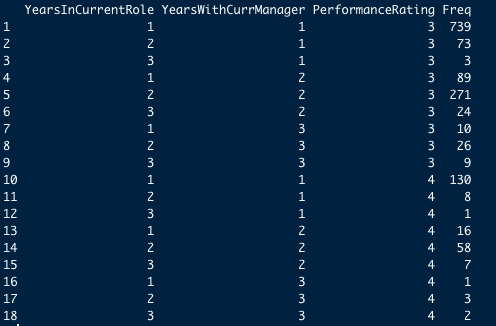 YearsInCurrentRole YearsWithCurrManager PerformanceRating Freq
1 1 1 3 739
2 2 1 3 73
3 3 1 3 3
4 1 2 3 89
5 2 2 3 271
6 3 2 3 24
7 1 3 3 10
8 2 3 3 26
9 3 3 3 9
10 1 1 4 130
11 2 1 4 8
12 3 1 4 1
13 1 2 4 16
14 2 2 4 58
15 3 2 4 7
16 1 3 4 1
17 2 3 4 3
18 3 3 4 2